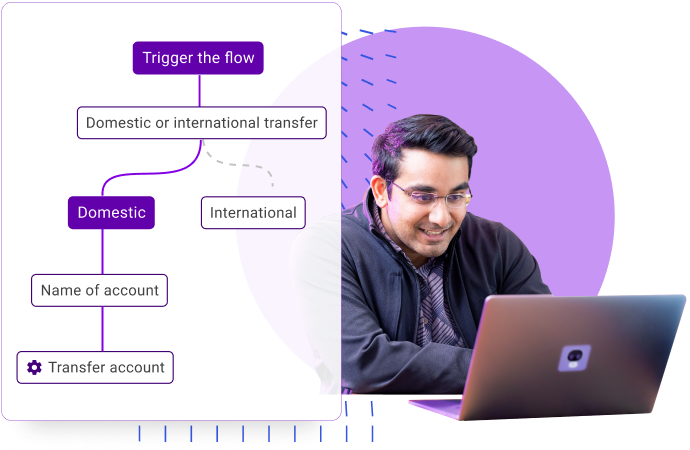 Trigger the flow
Domestic or international transfer
Domestic
International
Name of account
Transfer account